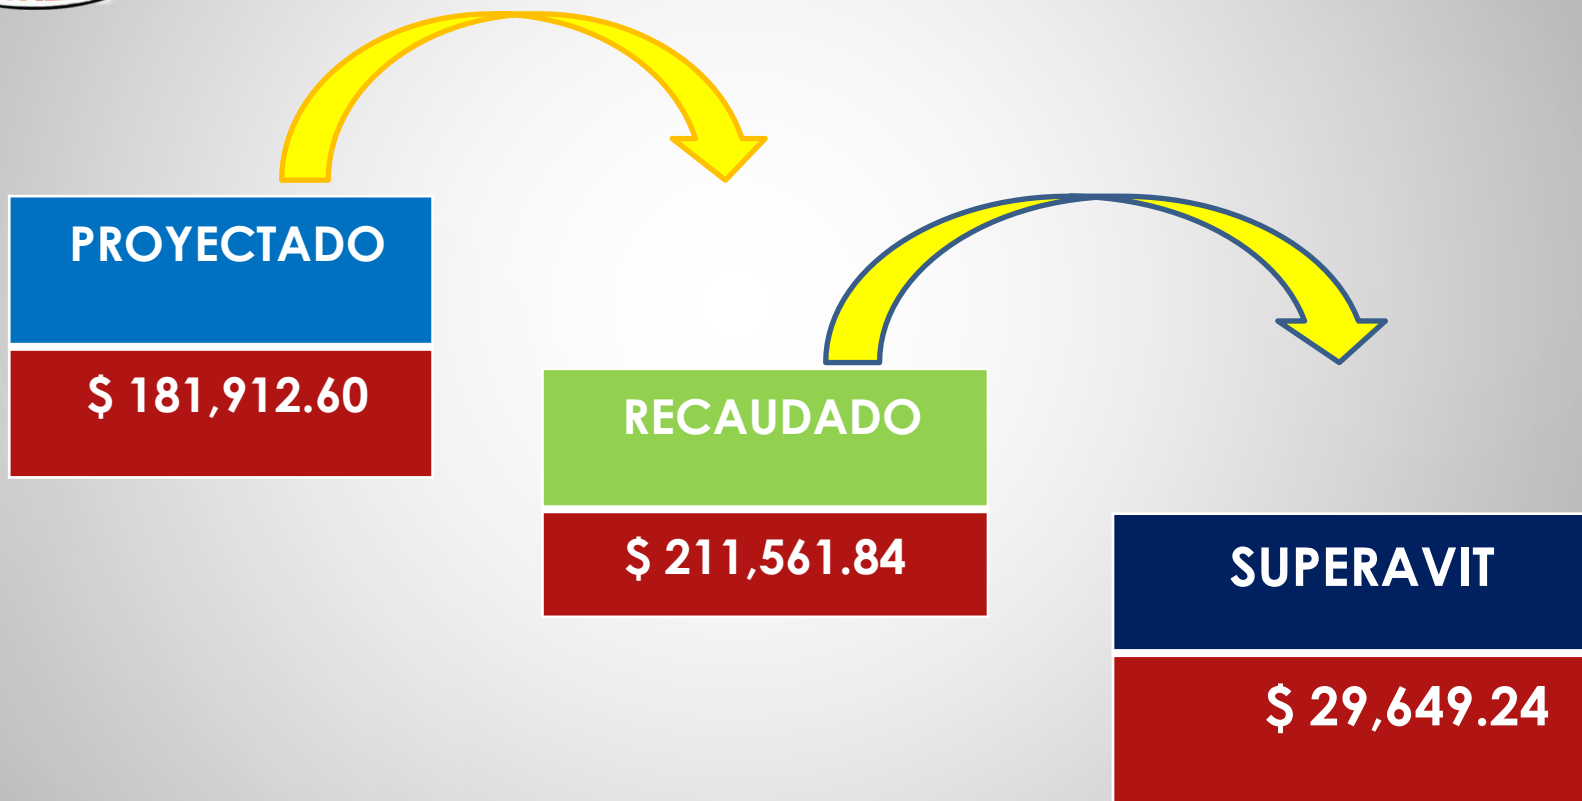 PROYECTADO
$ 181,912.60
RECAUDADO
$ 211,561.84
SUPERAVIT
$ 29,649.24